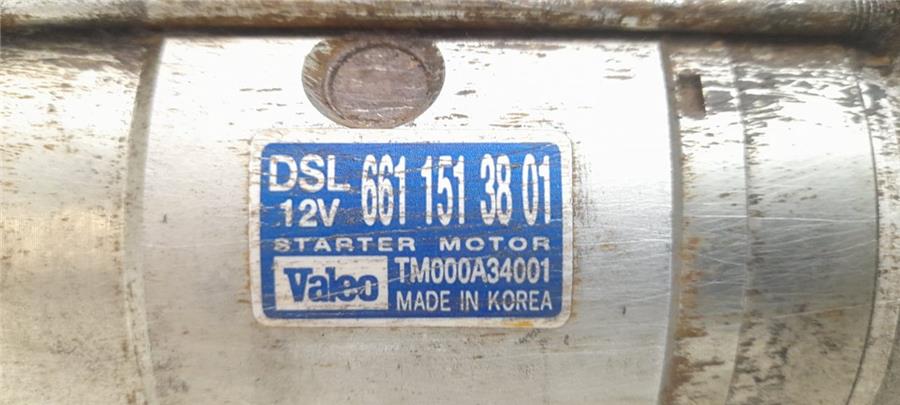 DSL 661 151 38 01
12V
STARTER MOTOR
Valeo TM000A34001
MADE IN KOREA